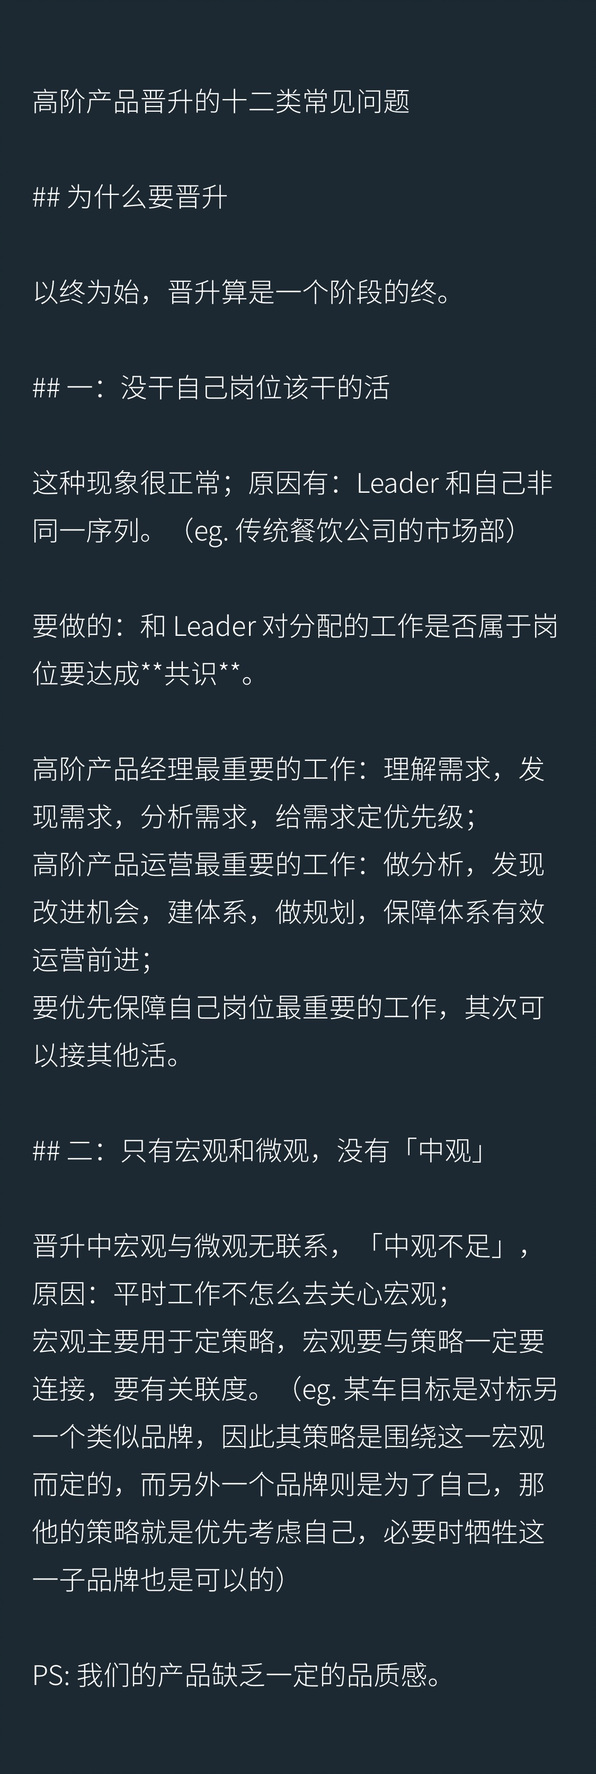 高阶产品晋升的十二类常见问题
## 为什么要晋升
以终为始，晋升算是一个阶段的终。
## 一：没干自己岗位该干的活
这种现象很正常；原因有：Leader 和自己非
同一序列。（eg. 传统餐饮公司的市场部）
要做的：和 Leader 对分配的工作是否属于岗
位要达成**共识**。
高阶产品经理最重要的工作：理解需求，发
现需求，分析需求，给需求定优先级；
高阶产品运营最重要的工作：做分析，发现
改进机会，建体系，做规划，保障体系有效
运营前进；
要优先保障自己岗位最重要的工作，其次可
以接其他活。
## 二：只有宏观和微观，没有「中观」
晋升中宏观与微观无联系，「中观不足」，
原因：平时工作不怎么去关心宏观；
宏观主要用于定策略，宏观要与策略一定要
连接，要有关联度。（eg. 某车目标是对标另
一个类似品牌，因此其策略是围绕这一宏观
而定的，而另外一个品牌则是为了自己，那
他的策略就是优先考虑自己，必要时牺牲这
一子品牌也是可以的）
PS: 我们的产品缺乏一定的品质感。